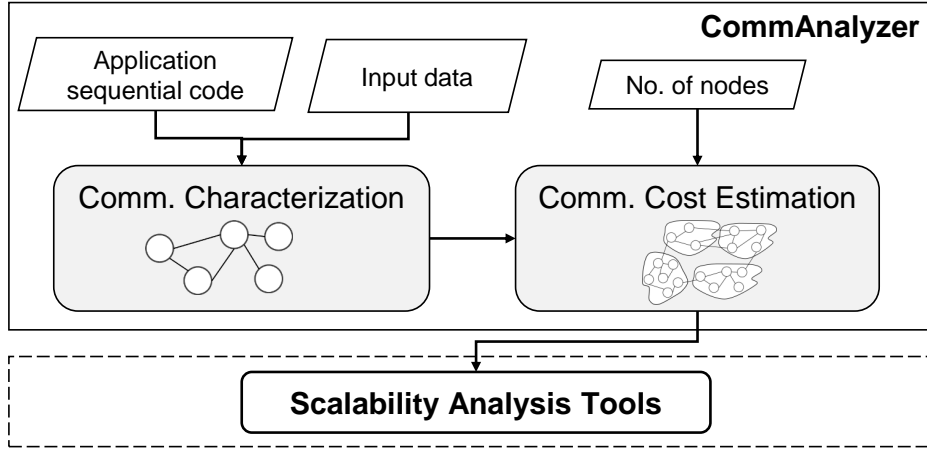 CommAnalyzer
Application
sequential code
Input data
No. of nodes
Comm. Characterization
Comm. Cost Estimation
Scalability Analysis Tools